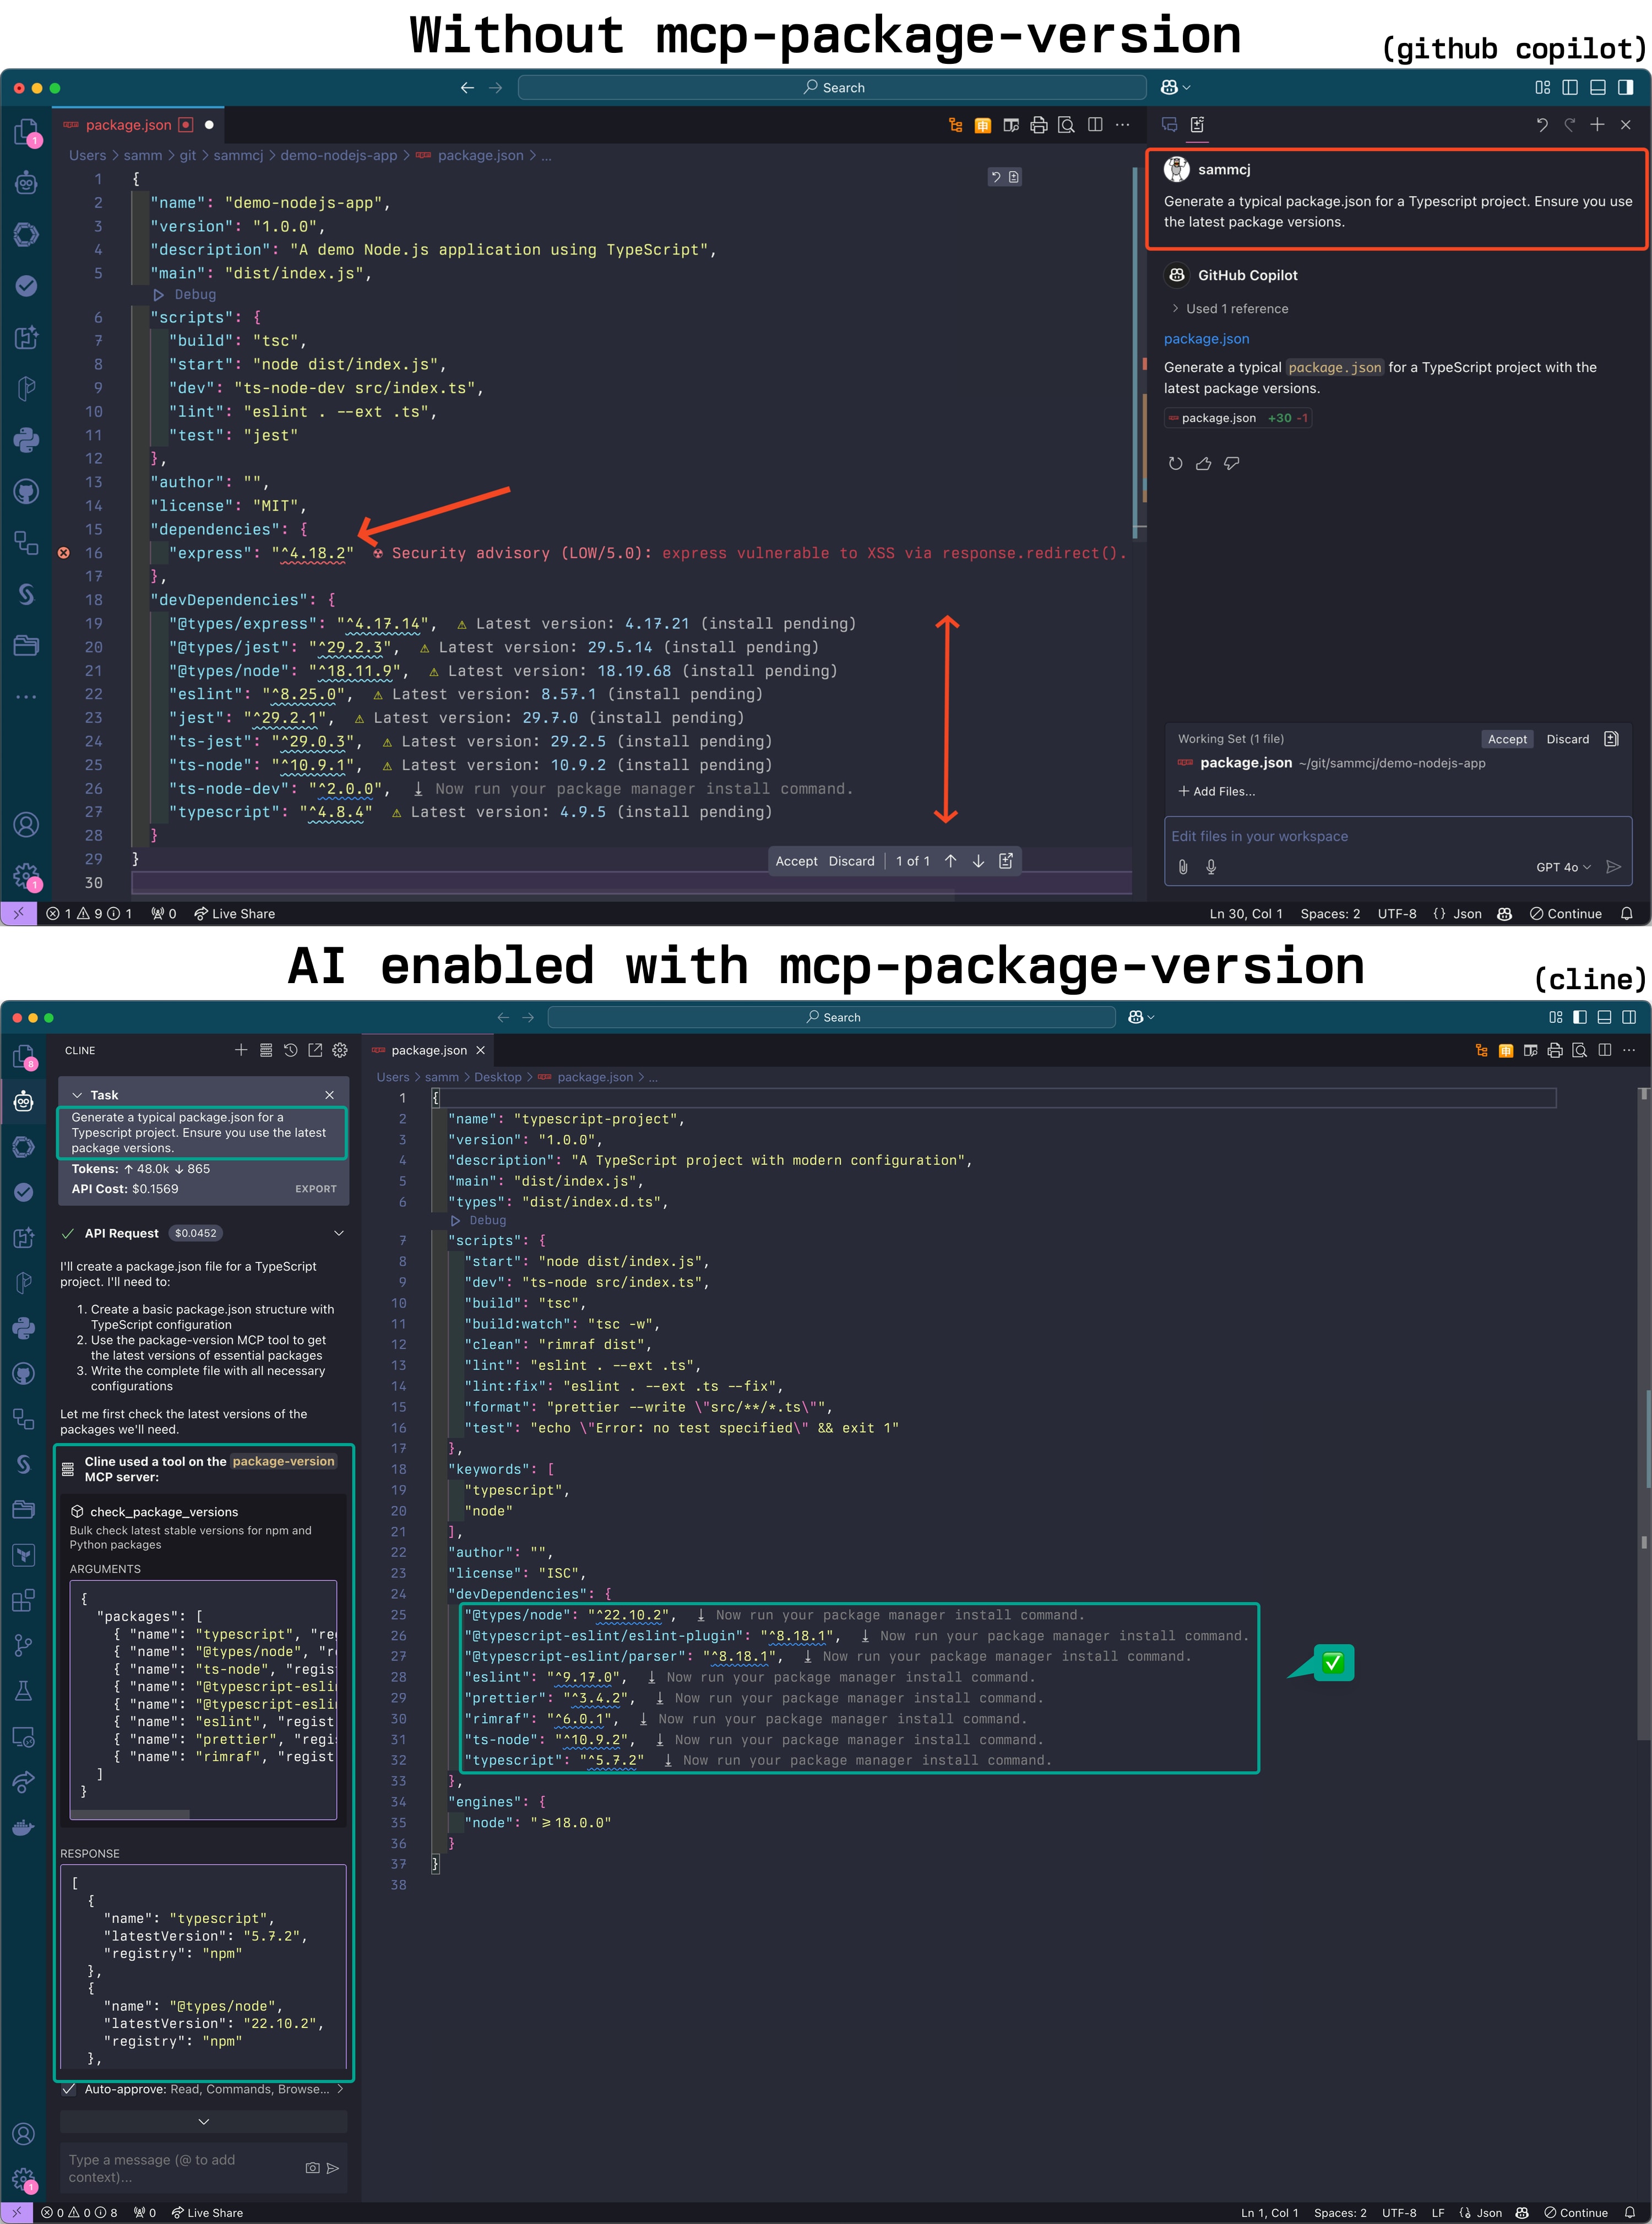 Without mcp-package-version
(github copilot)
Search
package.json
Users > samm > git > sammcj > demo-nodejs-app > package.json > ...
1 {
2 "name": "demo-nodejs-app",
3 "version": "1.0.0",
4 "description": "A demo Node.js application using TypeScript",
5 "main": "dist/index.js",
Debug
6 "scripts": {
7 "build": "tsc",
8 "start": "node dist/index.js",
9 "dev": "ts-node-dev src/index.ts",
10 "lint": "eslint . --ext .ts",
11 "test": "jest"
12 },
13 "author": "",
14 "license": "MIT",
15 "dependencies": {
16 "express": "^4.18.2" Security advisory (LOW/5.0): express vulnerable to XSS via response.redirect().
17 },
18 "devDependencies": {
19 "@types/express": "^4.17.14", ⚠ Latest version: 4.17.21 (install pending)
20 "@types/jest": "^29.2.3", ⚠ Latest version: 29.5.14 (install pending)
21 "@types/node": "^18.11.9", ⚠ Latest version: 18.19.68 (install pending)
22 "eslint": "^8.25.0", ⚠ Latest version: 8.57.1 (install pending)
23 "jest": "^29.2.1", ⚠ Latest version: 29.7.0 (install pending)
24 "ts-jest": "^29.0.3", ⚠ Latest version: 29.2.5 (install pending)
25 "ts-node": "^10.9.1", ⚠ Latest version: 10.9.2 (install pending)
26 "ts-node-dev": "^2.0.0", ↓ Now run your package manager install command.
27 "typescript": "^4.8.4" ⚠ Latest version: 4.9.5 (install pending)
28 }
29 }
30
Accept Discard 1 of 1
sammcj
Generate a typical package.json for a Typescript project. Ensure you use
the latest package versions.
GitHub Copilot
> Used 1 reference
package.json
Generate a typical package.json for a TypeScript project with the
latest package versions.
package.json +30 -1
Working Set (1 file) Accept Discard
package.json ~/git/sammcj/demo-nodejs-app
+ Add Files...
Edit files in your workspace
GPT 4o
1 9 1 0 Live Share
Ln 30, Col 1 Spaces: 2 UTF-8 {} Json Continue
1
1
AI enabled with mcp-package-version
(cline)
Search
8
CLINE
Task
Generate a typical package.json for a
Typescript project. Ensure you use the latest
package versions.
Tokens: ↑ 48.0k ↓ 865
API Cost: $0.1569 EXPORT
API Request $0.0452
I'll create a package.json file for a TypeScript
project. I'll need to:
1. Create a basic package.json structure with
TypeScript configuration
2. Use the package-version MCP tool to get
the latest versions of essential packages
3. Write the complete file with all necessary
configurations
Let me first check the latest versions of the
packages we'll need.
Cline used a tool on the package-version
MCP server:
check_package_versions
Bulk check latest stable versions for npm and
Python packages
ARGUMENTS
{
"packages": [
{ "name": "typescript", "re
{ "name": "@types/node", "r
{ "name": "ts-node", "regis
{ "name": "@typescript-esli
{ "name": "@typescript-esli
{ "name": "eslint", "regist
{ "name": "prettier", "regi
{ "name": "rimraf", "regist
]
}
RESPONSE
[
{
"name": "typescript",
"latestVersion": "5.7.2",
"registry": "npm"
},
{
"name": "@types/node",
"latestVersion": "22.10.2",
"registry": "npm"
},
Auto-approve: Read, Commands, Browse... >
Type a message (@ to add
context)...
package.json
Users > samm > Desktop > package.json > ...
1 {
2 "name": "typescript-project",
3 "version": "1.0.0",
4 "description": "A TypeScript project with modern configuration",
5 "main": "dist/index.js",
6 "types": "dist/index.d.ts",
Debug
7 "scripts": {
8 "start": "node dist/index.js",
9 "dev": "ts-node src/index.ts",
10 "build": "tsc",
11 "build:watch": "tsc -w",
12 "clean": "rimraf dist",
13 "lint": "eslint . --ext .ts",
14 "lint:fix": "eslint . --ext .ts --fix",
15 "format": "prettier --write \"src/**/*.ts\"",
16 "test": "echo \"Error: no test specified\" && exit 1"
17 },
18 "keywords": [
19 "typescript",
20 "node"
21 ],
22 "author": "",
23 "license": "ISC",
24 "devDependencies": {
25 "@types/node": "^22.10.2", ↓ Now run your package manager install command.
26 "@typescript-eslint/eslint-plugin": "^8.18.1", ↓ Now run your package manager install command.
27 "@typescript-eslint/parser": "^8.18.1", ↓ Now run your package manager install command.
28 "eslint": "^9.17.0", ↓ Now run your package manager install command.
29 "prettier": "^3.4.2", ↓ Now run your package manager install command.
30 "rimraf": "^6.0.1", ↓ Now run your package manager install command.
31 "ts-node": "^10.9.2", ↓ Now run your package manager install command.
32 "typescript": "^5.7.2" ↓ Now run your package manager install command.
33 },
34 "engines": {
35 "node": "≥18.0.0"
36 }
37 }
38
1
0 0 8 0 Live Share
Ln 1, Col 1 Spaces: 2 UTF-8 LF {} Json Continue